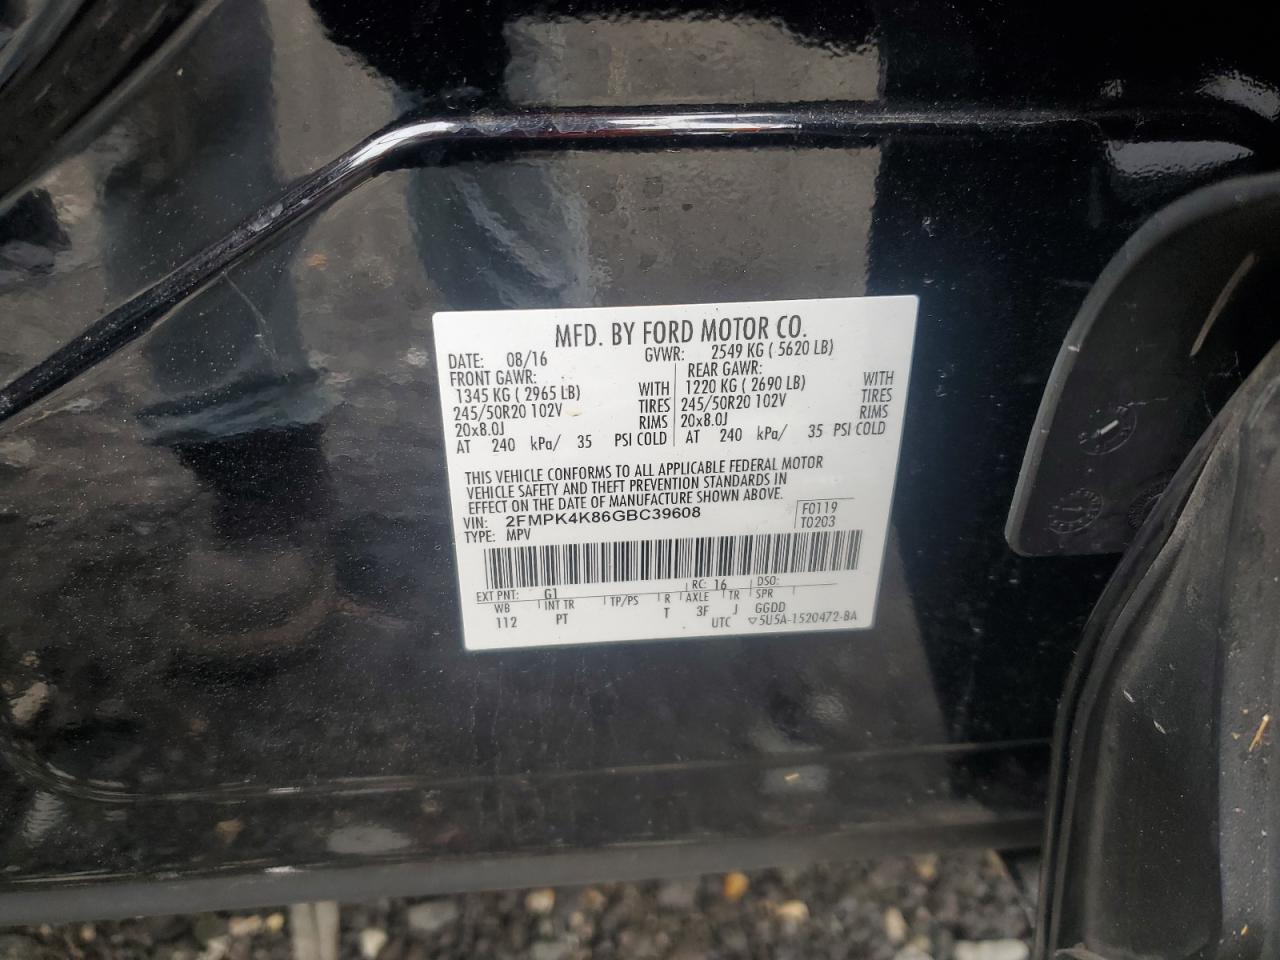 MFD. BY FORD MOTOR CO.
DATE: 08/16 GVWR: 2549 KG ( 5620 LB)
FRONT GAWR: REAR GAWR:
1345 KG ( 2965 LB) WITH 1220 KG ( 2690 LB) WITH
245/50R20 102V TIRES 245/50R20 102V TIRES
20x8.0J RIMS 20x8.0J RIMS
AT 240 kPa/ 35 PSI COLD AT 240 kPa/ 35 PSI COLD
THIS VEHICLE CONFORMS TO ALL APPLICABLE FEDERAL MOTOR
VEHICLE SAFETY AND THEFT PREVENTION STANDARDS IN
EFFECT ON THE DATE OF MANUFACTURE SHOWN ABOVE.
VIN: 2FMPK4K86GBC39608 F0119
TYPE: MPV T0203
EXT PNT: G1 RC: 16 DSO:
WB INT TR TP/PS R AXLE TR SPR
112 PT T 3F J GGDD
UTC ▽5U5A-1520472-BA